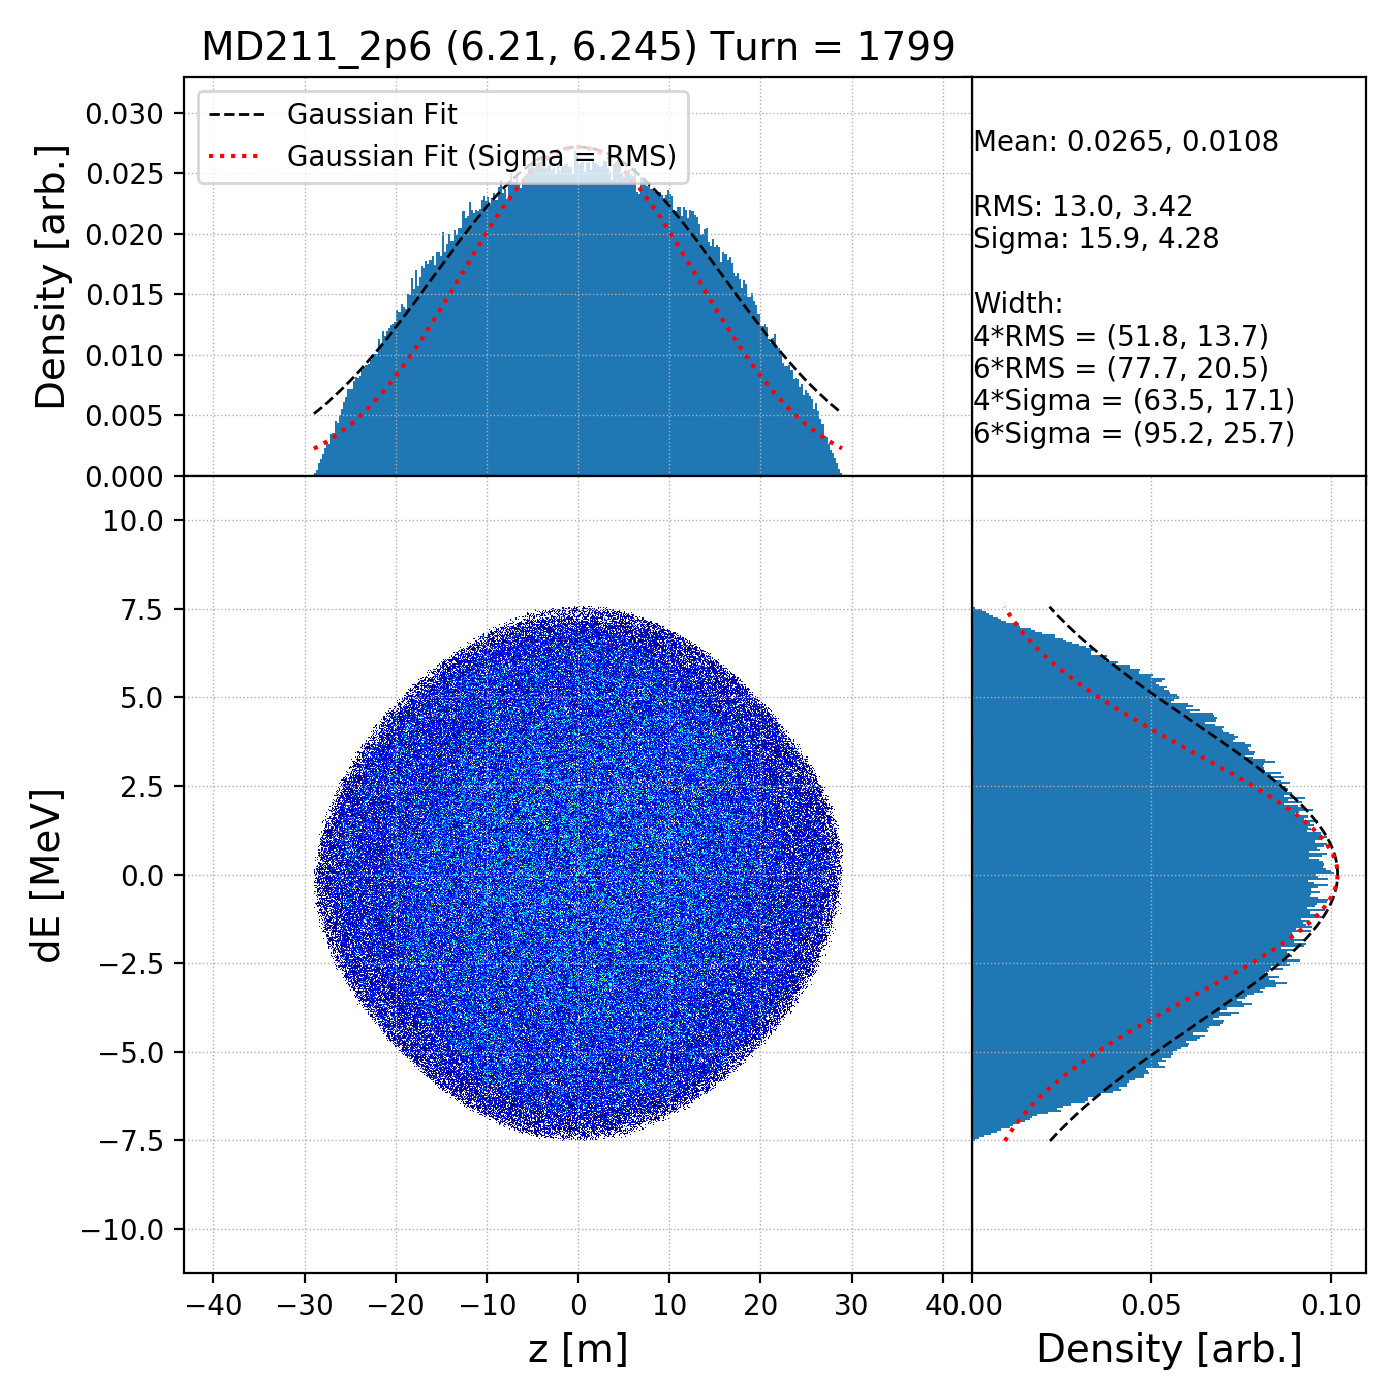 MD211_2p6 (6.21, 6.245) Turn = 1799
Gaussian Fit
Gaussian Fit (Sigma = RMS)
Density [arb.]
0.030
0.025
0.020
0.015
0.010
0.005
0.000
Mean: 0.0265, 0.0108
RMS: 13.0, 3.42
Sigma: 15.9, 4.28
Width:
4*RMS = (51.8, 13.7)
6*RMS = (77.7, 20.5)
4*Sigma = (63.5, 17.1)
6*Sigma = (95.2, 25.7)
dE [MeV]
10.0
7.5
5.0
2.5
0.0
−2.5
−5.0
−7.5
−10.0
−40 −30 −20 −10 0 10 20 30 40
z [m]
0.00 0.05 0.10
Density [arb.]